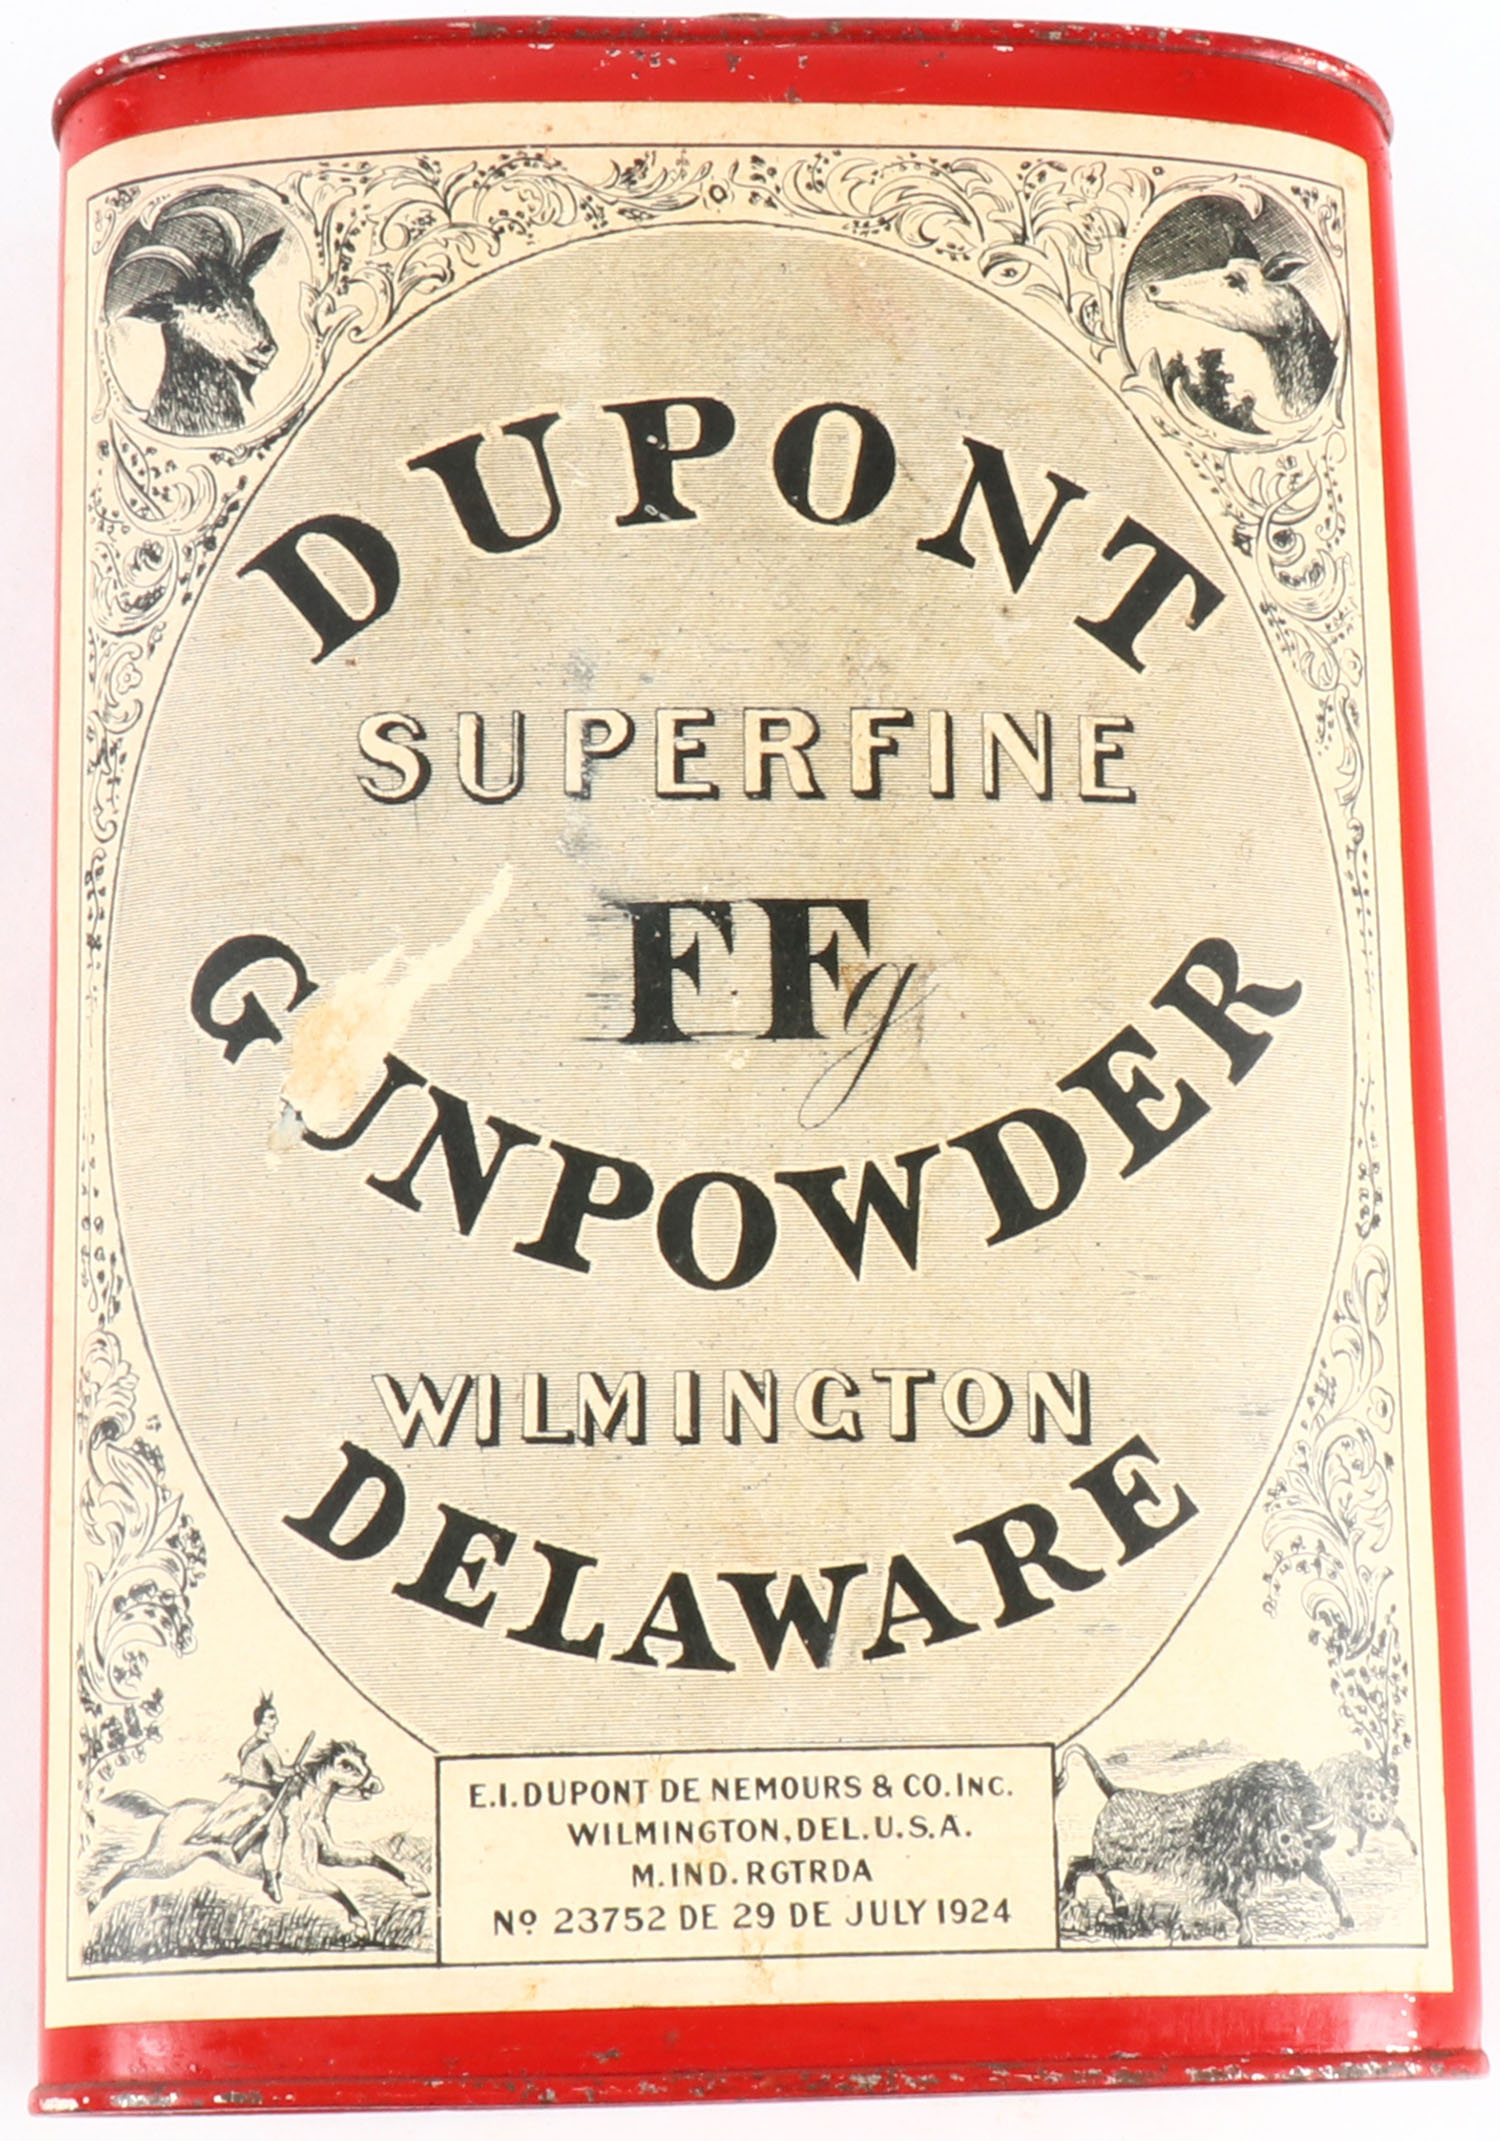 DUPONT
SUPERFINE
FFg
GUNPOWDER
WILMINGTON
DELAWARE
E.I.DUPONT DE NEMOURS & CO.INC.
WILMINGTON, DEL. U.S.A.
M.IND.RGTRDA
Nº 23752 DE 29 DE JULY 1924